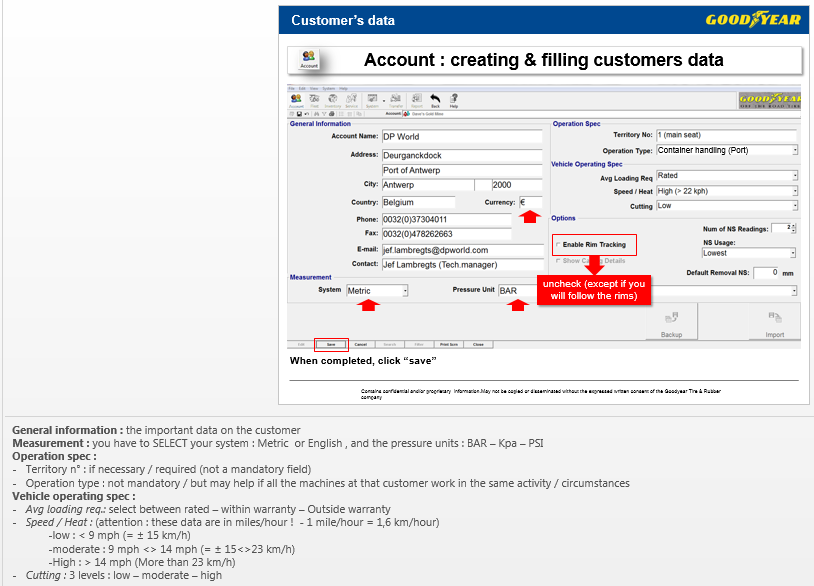 Customer's data
GOODYEAR
Account
Account : creating & filling customers data
File Edit View System Help
GOODYEAR
Back
Help
Account
General Information
Account Name: DP World
Address: Deurganckdock
Port of Antwerp
City: Antwerp 2000
Country: Belgium Currency: €
Phone: 0032(0)37304011
Fax: 0032(0)478262663
E-mail: jef.lambregts@dpworld.com
Contact: Jef Lambregts (Tech.manager)
Measurement
System Metric Pressure Unit BAR
Operation Spec
Territory No: 1 (main seat)
Operation Type: Container handling (Port)
Vehicle Operating Spec
Avg Loading Req Rated
Speed / Heat High (> 22 kph)
Cutting Low
Options
Enable Rim Tracking
Num of NS Readings: 2
NS Usage:
Lowest
Default Removal NS: 0 mm
uncheck (except if you
will follow the rims)
Backup
Import
Edit Save Cancel Search Filter Print Scrn Close
When completed, click “save”
Contains confidential and/or proprietary information.May not be copied or disseminated without the expressed written consent of the Goodyear Tire & Rubber
company
General information : the important data on the customer
Measurement : you have to SELECT your system : Metric or English , and the pressure units : BAR – Kpa – PSI
Operation spec :
- Territory n° : if necessary / required (not a mandatory field)
- Operation type : not mandatory / but may help if all the machines at that customer work in the same activity / circumstances
Vehicle operating spec :
- Avg loading req.: select between rated – within warranty – Outside warranty
- Speed / Heat : (attention : these data are in miles/hour ! - 1 mile/hour = 1,6 km/hour)
-low : < 9 mph (= ± 15 km/h)
-moderate : 9 mph <> 14 mph (= ± 15<>23 km/h)
-High : > 14 mph (More than 23 km/h)
- Cutting : 3 levels : low – moderate – high